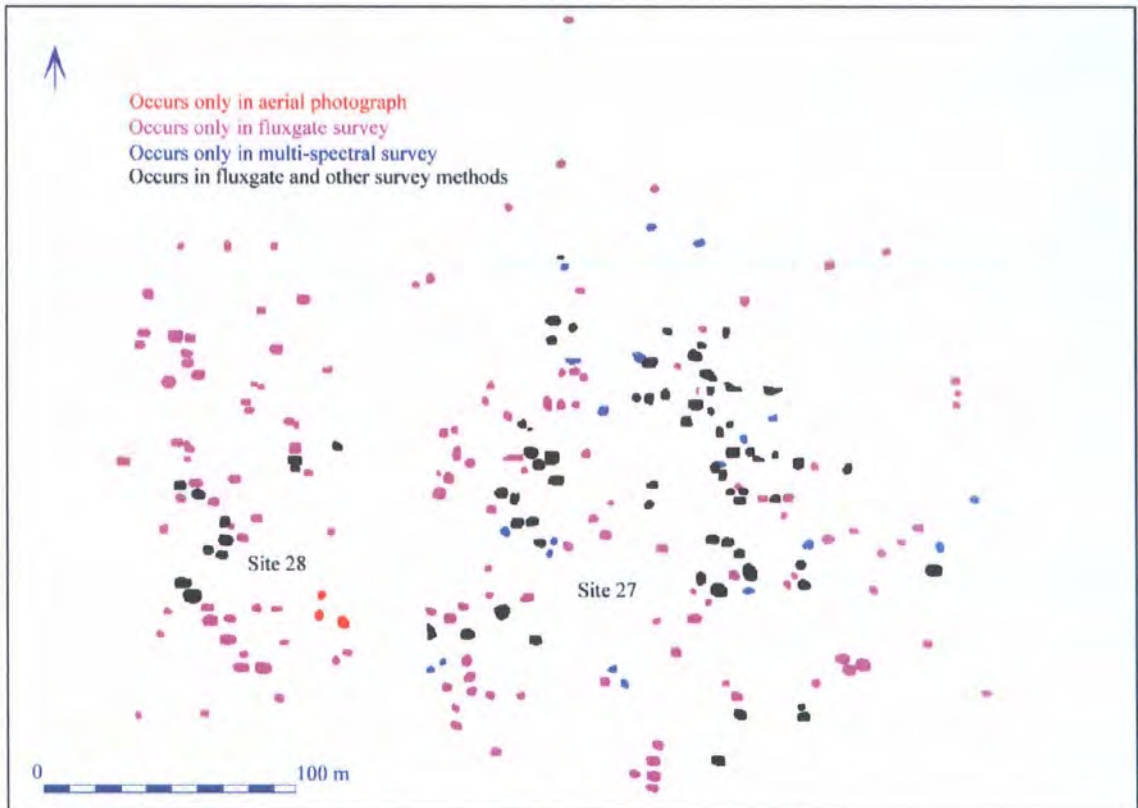 Occurs only in aerial photograph
Occurs only in fluxgate survey
Occurs only in multi-spectral survey
Occurs in fluxgate and other survey methods
Site 28
Site 27
0 100 m